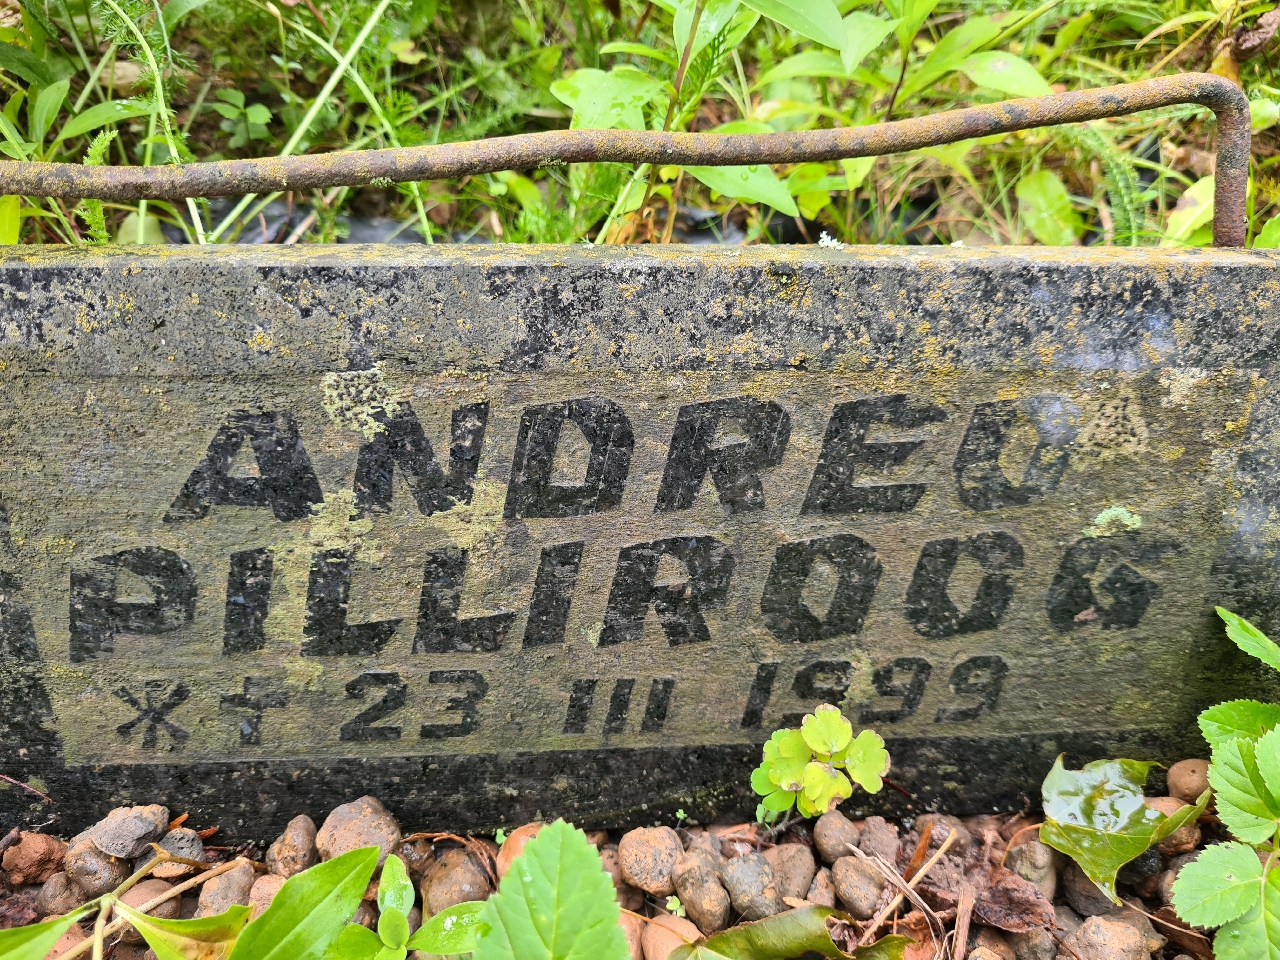 ANDREO
PILLIROOG
* † 23 III 1999